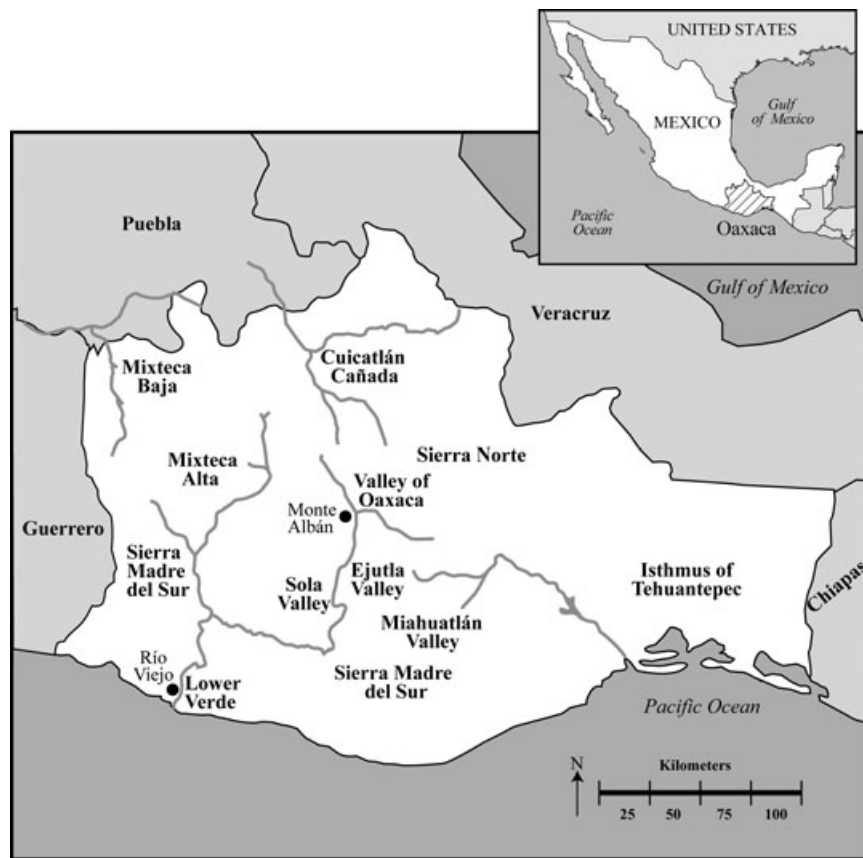 UNITED STATES
Gulf
of Mexico
MEXICO
Pacific
Ocean
Oaxaca
Puebla
Gulf of Mexico
Veracruz
Mixteca
Baja
Cuicatlán
Cañada
Mixteca
Alta
Sierra Norte
Valley of
Oaxaca
Monte
Albán
Guerrero
Sierra
Madre
del Sur
Sola
Valley
Ejutla
Valley
Isthmus of
Tehuantepec
Chiapas
Miahuatlán
Valley
Río
Viejo
Lower
Verde
Sierra Madre
del Sur
Pacific Ocean
N
Kilometers
25 50 75 100